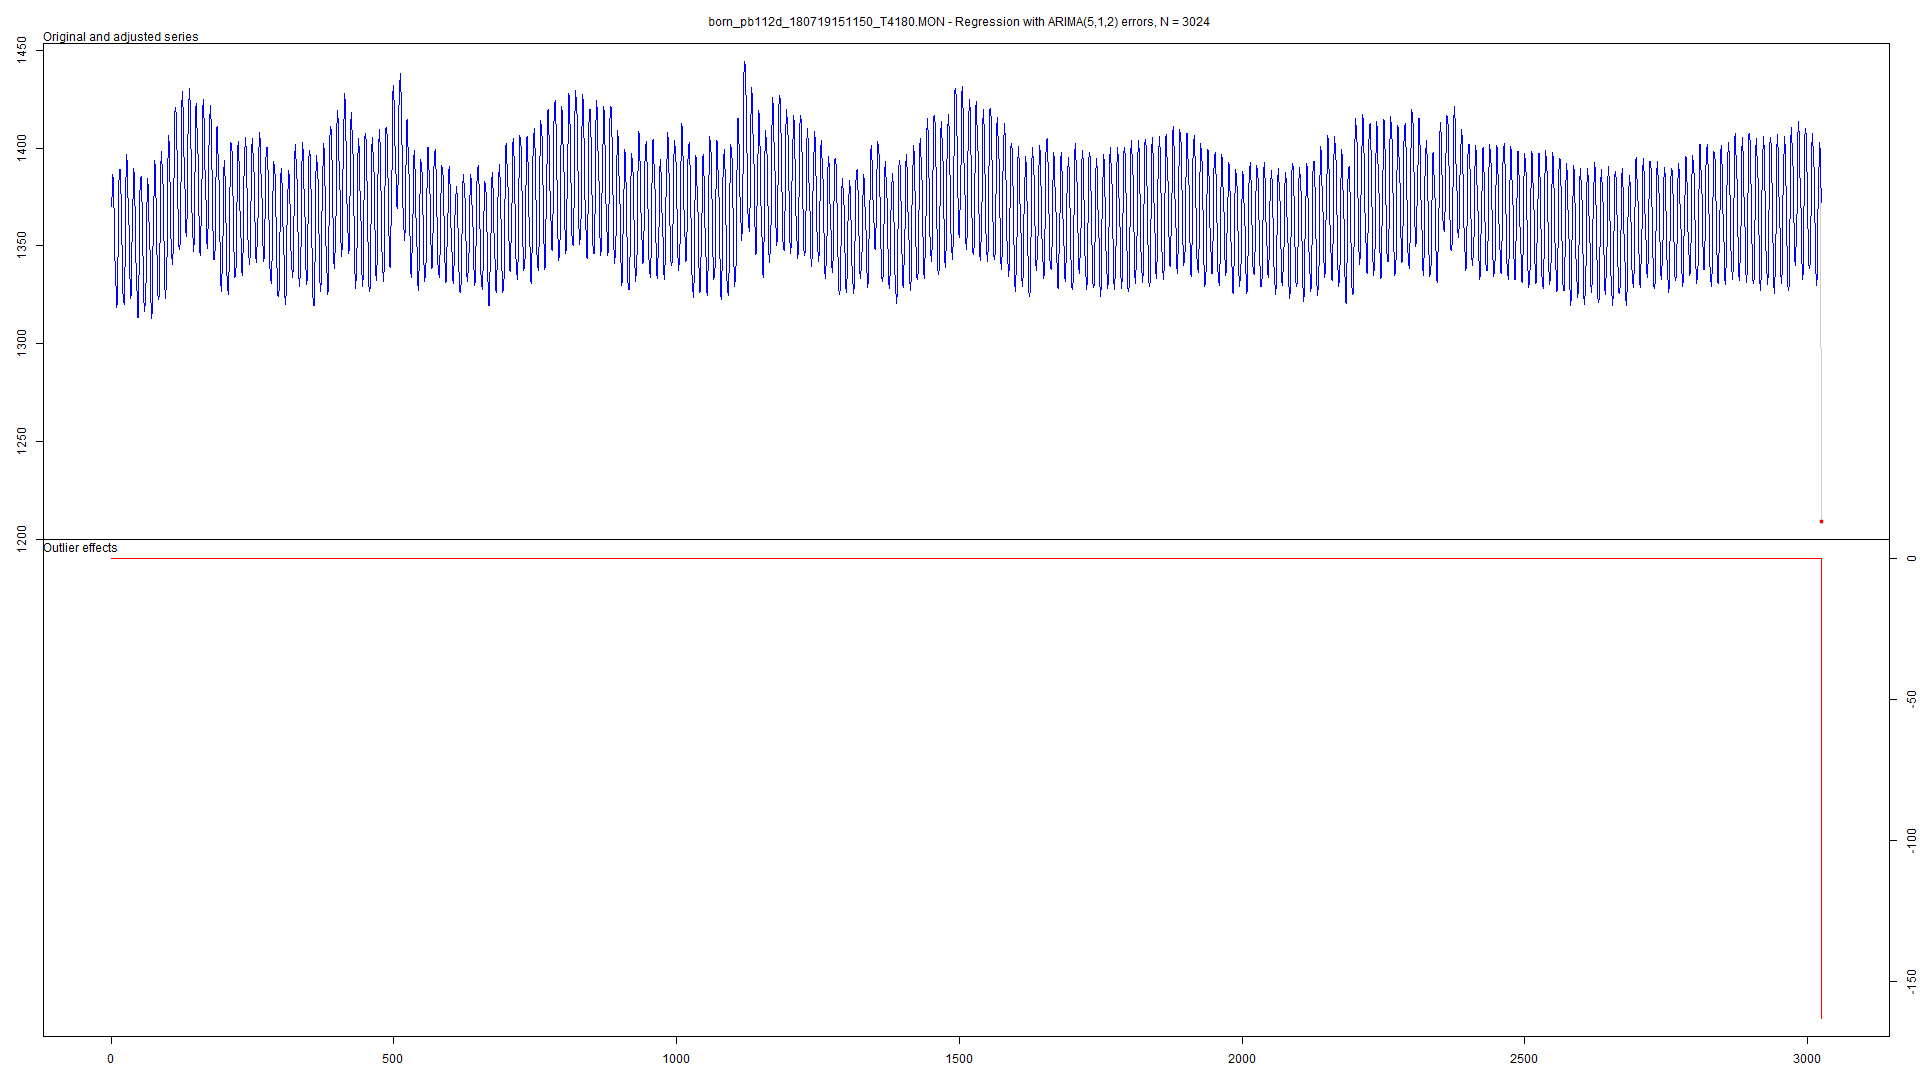 born_pb112d_180719151150_T4180.MON - Regression with ARIMA(5,1,2) errors, N = 3024
Original and adjusted series
1450
1400
1350
1300
1250
1200
Outlier effects
0
-50
-100
-150
0 500 1000 1500 2000 2500 3000